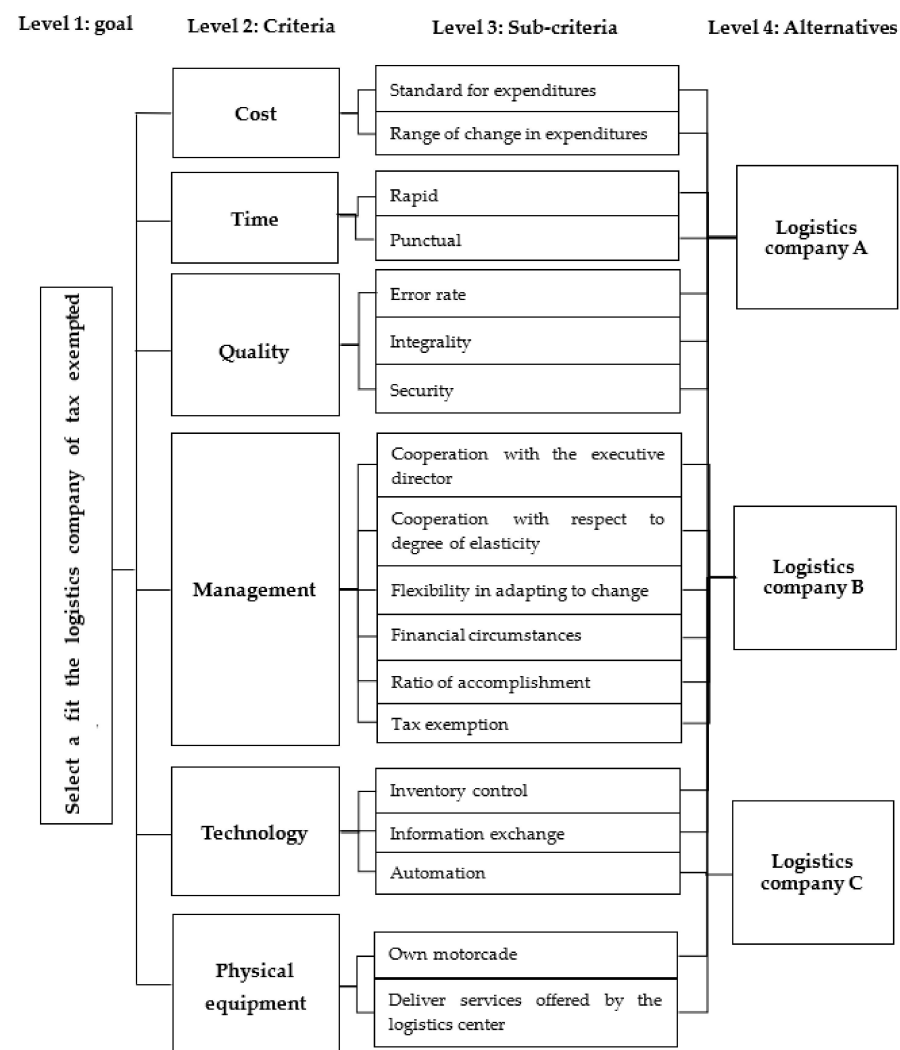 Level 1: goal
Level 2: Criteria
Level 3: Sub-criteria
Level 4: Alternatives
Select a fit the logistics company of tax exempted
Cost
Standard for expenditures
Range of change in expenditures
Time
Rapid
Punctual
Quality
Error rate
Integrality
Security
Management
Cooperation with the executive
director
Cooperation with respect to
degree of elasticity
Flexibility in adapting to change
Financial circumstances
Ratio of accomplishment
Tax exemption
Technology
Inventory control
Information exchange
Automation
Physical
equipment
Own motorcade
Deliver services offered by the
logistics center
Logistics
company A
Logistics
company B
Logistics
company C